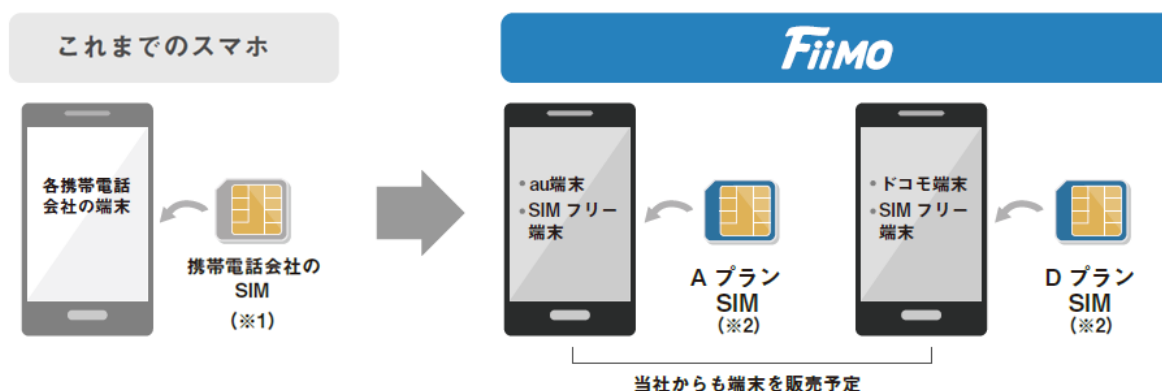 これまでのスマホ
FiiMO
各携帯電話
会社の端末
携帯電話会社の
SIM
（※1）
・au端末
・SIM フリー
端末
A プラン
SIM
（※2）
・ドコモ端末
・SIM フリー
端末
D プラン
SIM
（※2）
当社からも端末を販売予定